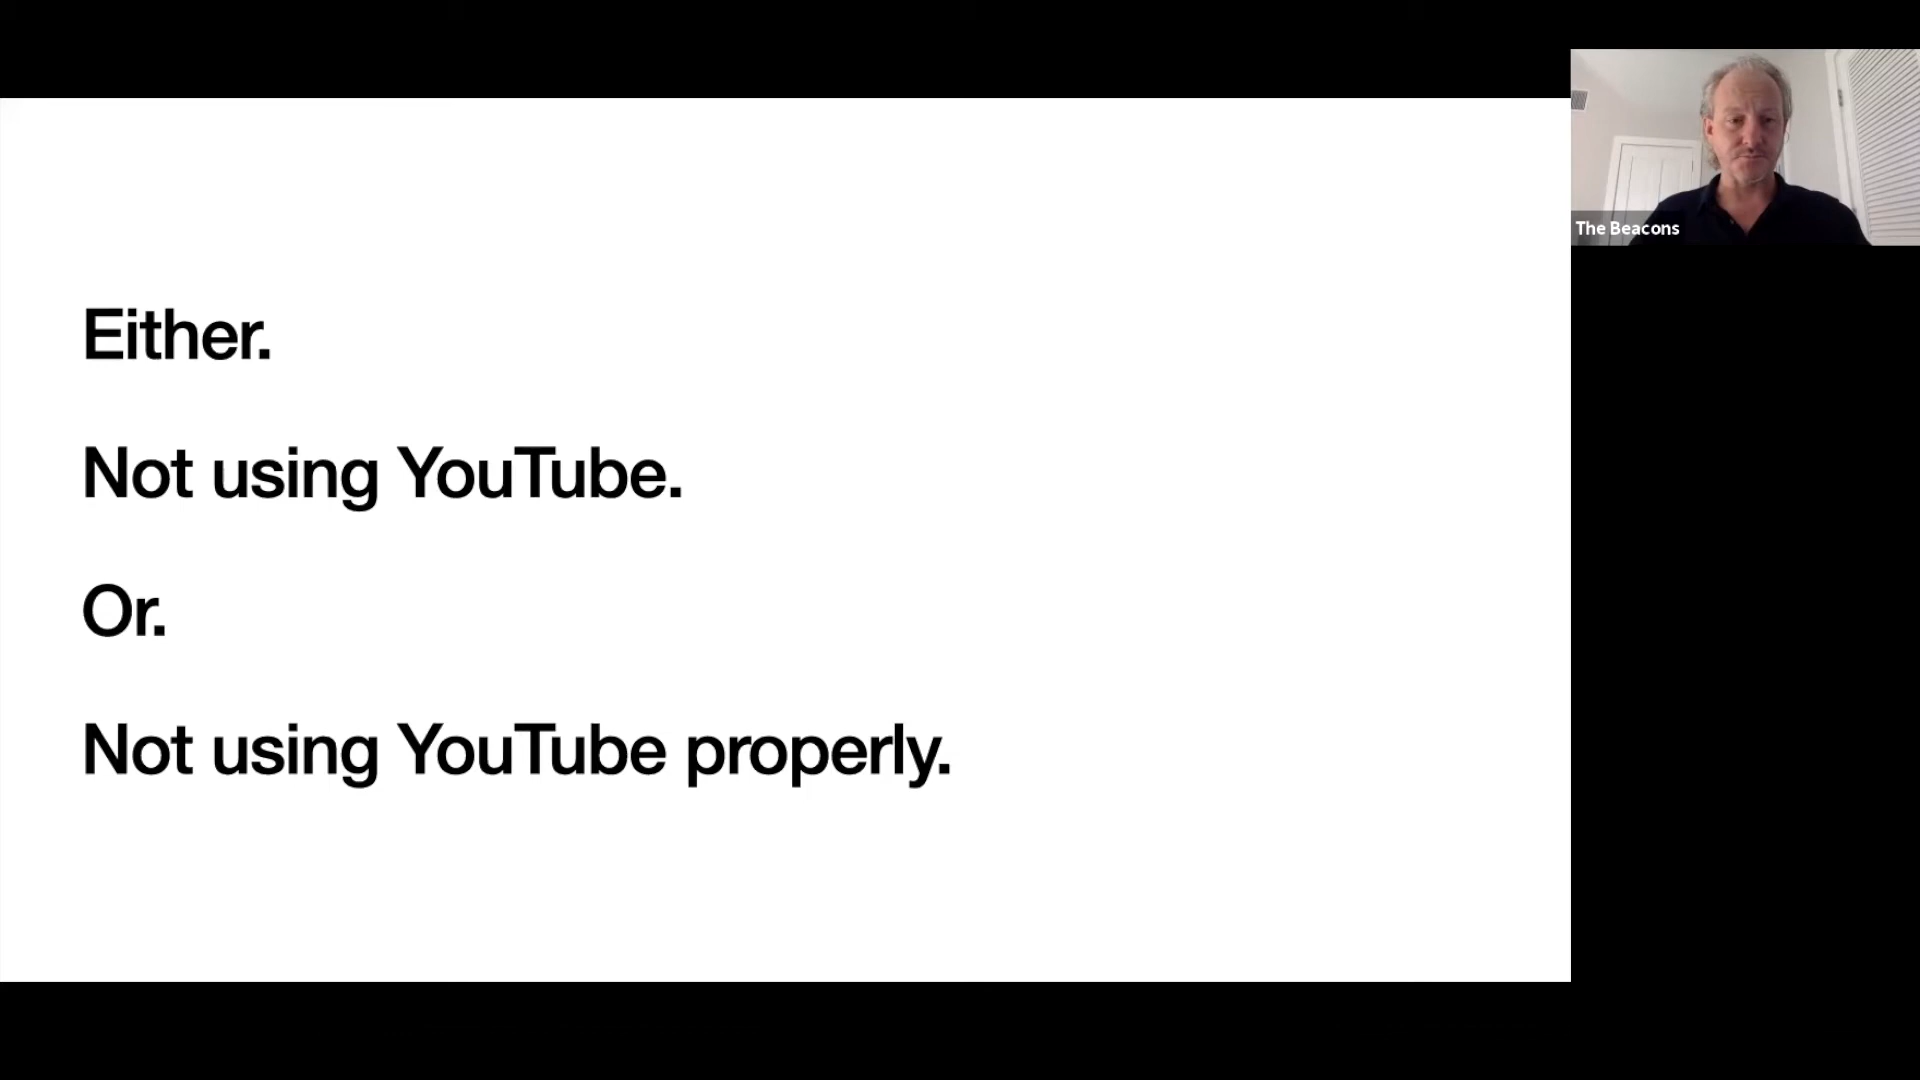 Either.
Not using YouTube.
Or.
Not using YouTube properly.
The Beacons